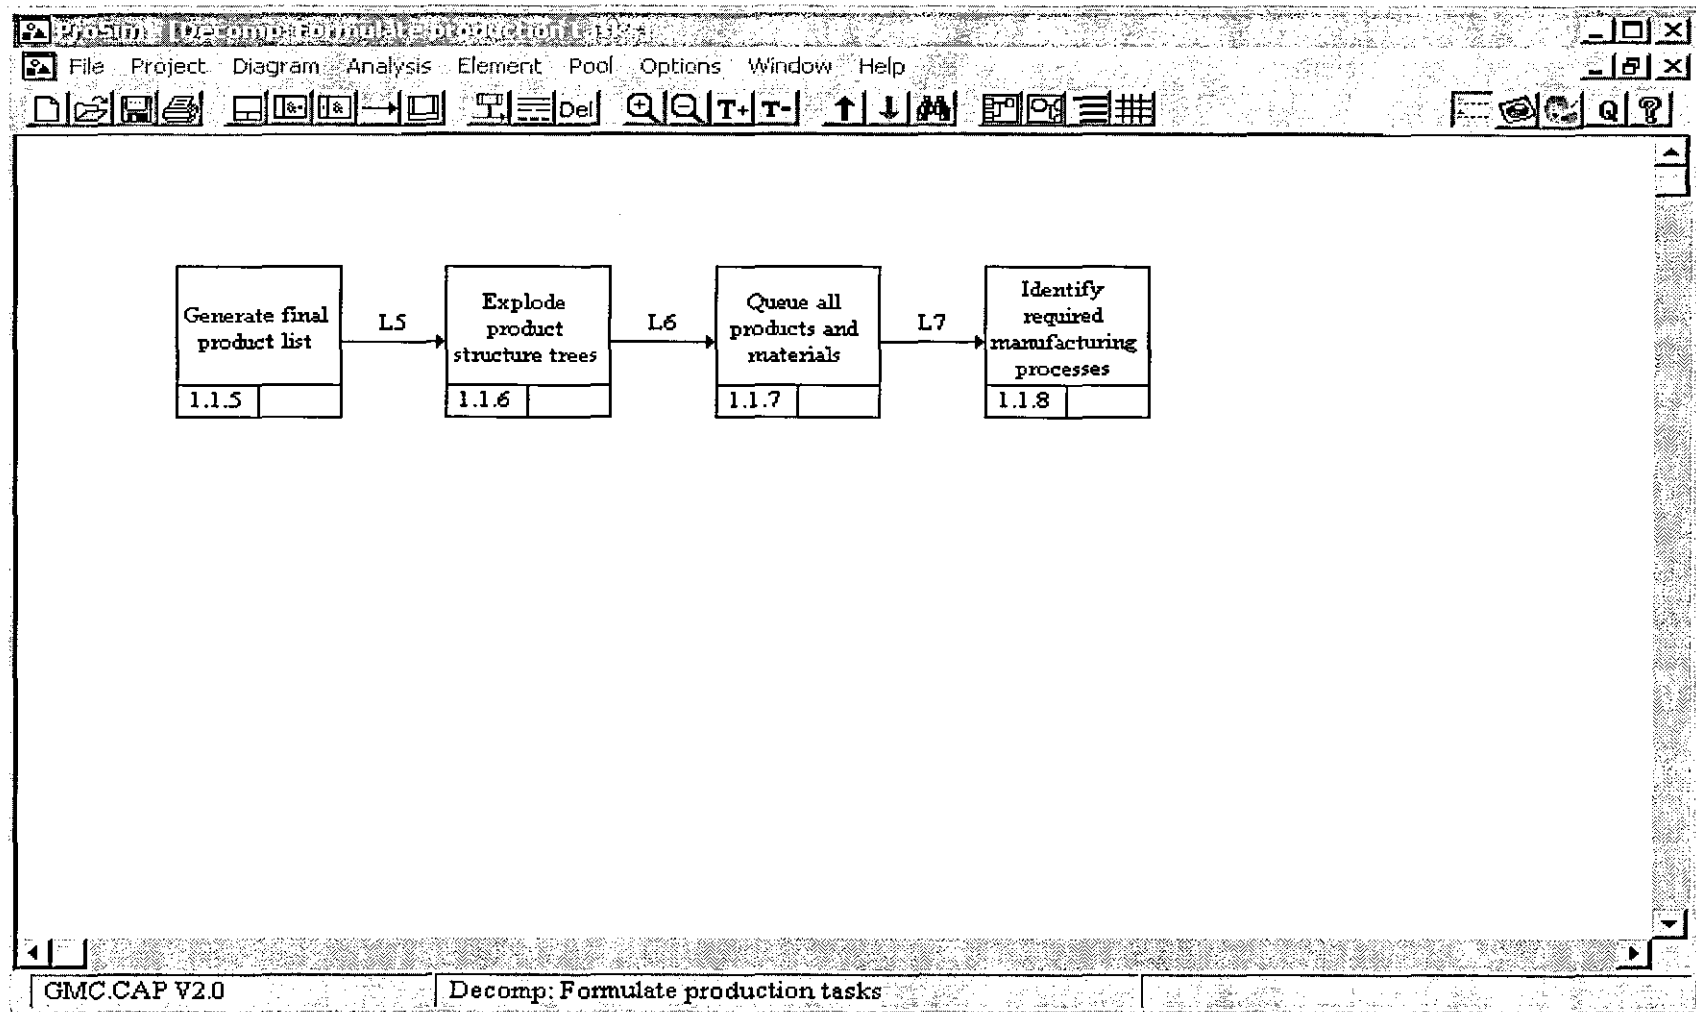 ProSim - [Decomp: Formulate production tasks]
File Project Diagram Analysis Element Pool Options Window Help
Del T+ T- Q ?
Generate final
product list
1.1.5
L5
Explode
product
structure trees
1.1.6
L6
Queue all
products and
materials
1.1.7
L7
Identify
required
manufacturing
processes
1.1.8
GMC.CAP V2.0
Decomp: Formulate production tasks